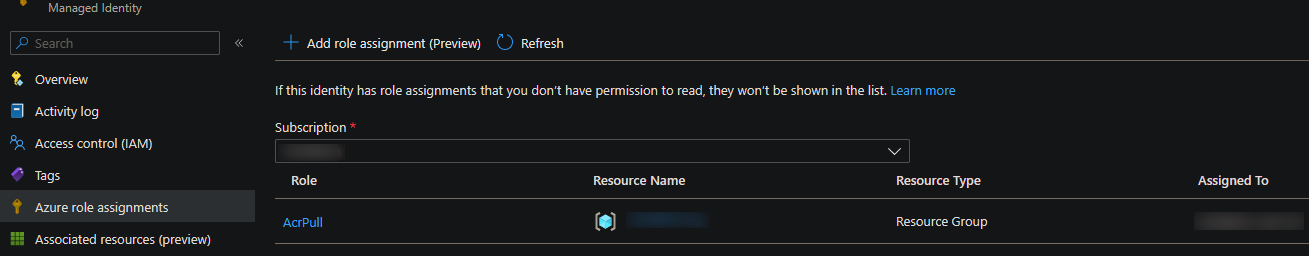 Managed Identity
Search
«
Overview
Activity log
Access control (IAM)
Tags
Azure role assignments
Associated resources (preview)
Add role assignment (Preview) Refresh
If this identity has role assignments that you don't have permission to read, they won't be shown in the list. Learn more
Subscription *
Role Resource Name Resource Type Assigned To
AcrPull Resource Group